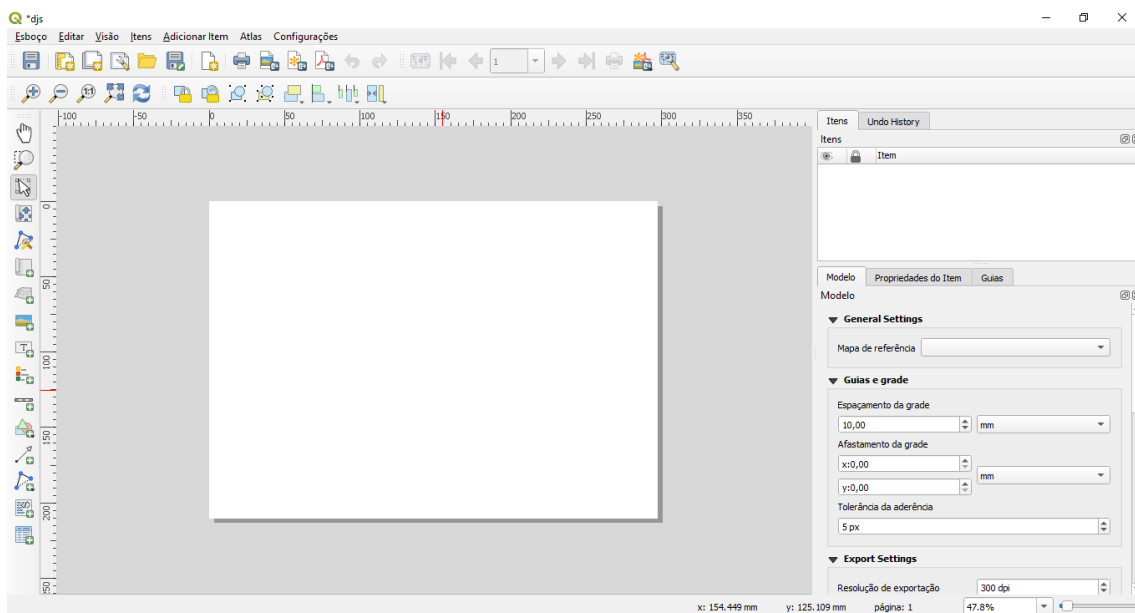 *djs
Esboço Editar Visão Itens Adicionar Item Atlas Configurações
1
1:1
-100 -50 0 50 100 150 200 250 300 350
0
50
100
150
200
250
Itens Undo History
Itens
Item
Modelo Propriedades do Item Guias
Modelo
General Settings
Mapa de referência
Guias e grade
Espaçamento da grade
10,00 mm
Afastamento da grade
x:0,00
mm
y:0,00
Tolerância da aderência
5 px
Export Settings
Resolução de exportação 300 dpi
x: 154.449 mm y: 125.109 mm página: 1 47.8%